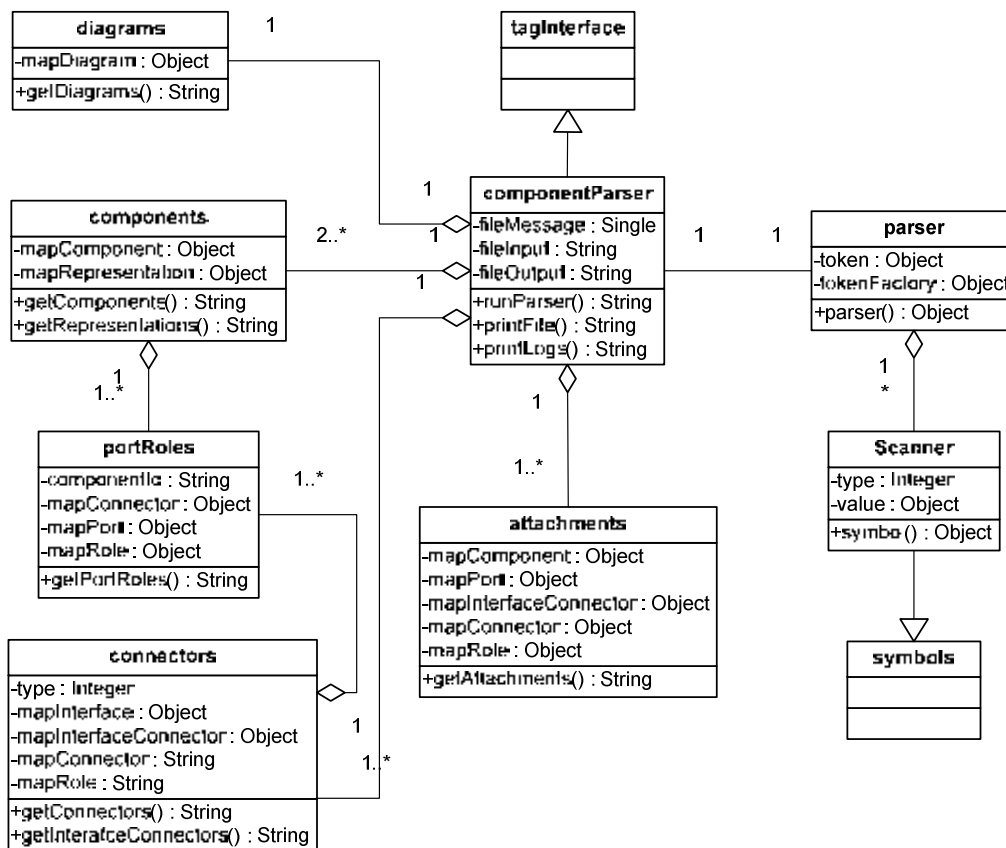 diagrams
-mapDiagram : Object
+getDiagrams() : String
1
tagInterface
1
componentParser
-fileMessage : Single
-fileInput : String
-fileOutput : String
+runParser() : String
+printFile() : String
+printLogs() : String
components
-mapComponent : Object
-mapRepresentation : Object
+getComponents() : String
+getRepresentations() : String
2..*
1
1
1
1
parser
-token : Object
-tokenFactory : Object
+parser() : Object
1
1..*
1
*
1
1..*
portRoles
-componentId : String
-mapConnector : Object
-mapPort : Object
-mapRole : Object
+getPortRoles() : String
1..*
attachments
-mapComponent : Object
-mapPort : Object
-mapInterfaceConnector : Object
-mapConnector : Object
-mapRole : Object
+getAttachments() : String
Scanner
-type : Integer
-value : Object
+symbo() : Object
symbols
connectors
-type : Integer
-mapInterface : Object
-mapInterfaceConnector : Object
-mapConnector : String
-mapRole : String
+getConnectors() : String
+getInterafceConnectors() : String
1
1..*